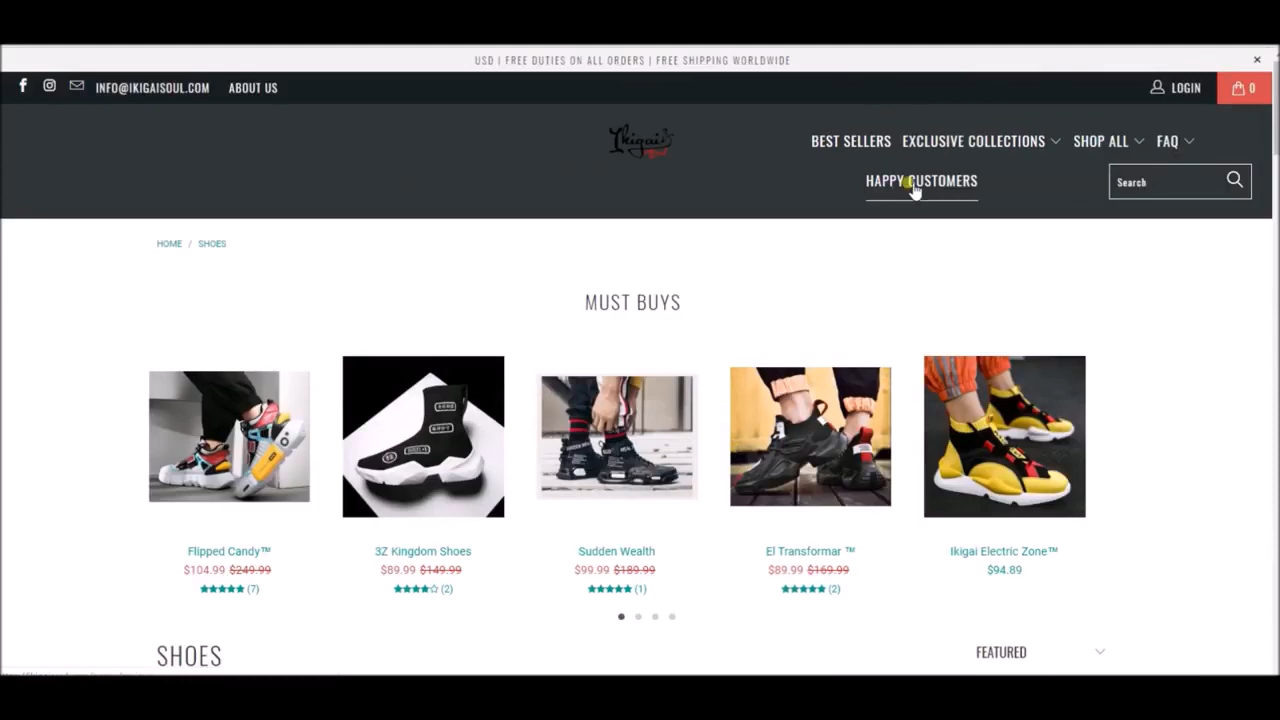 USD | FREE DUTIES ON ALL ORDERS | FREE SHIPPING WORLDWIDE ×
INFO@IKIGAISOUL.COM ABOUT US LOGIN 0
Ikigai
BEST SELLERS EXCLUSIVE COLLECTIONS SHOP ALL FAQ
HAPPY CUSTOMERS Search
HOME / SHOES
MUST BUYS
Flipped Candy™ 3Z Kingdom Shoes Sudden Wealth El Transformar ™ Ikigai Electric Zone™
$104.99 $249.99 $89.99 $149.99 $99.99 $189.99 $89.99 $169.99 $94.89
★★★★★ (7) ★★★★☆ (2) ★★★★★ (1) ★★★★★ (2)
SHOES FEATURED